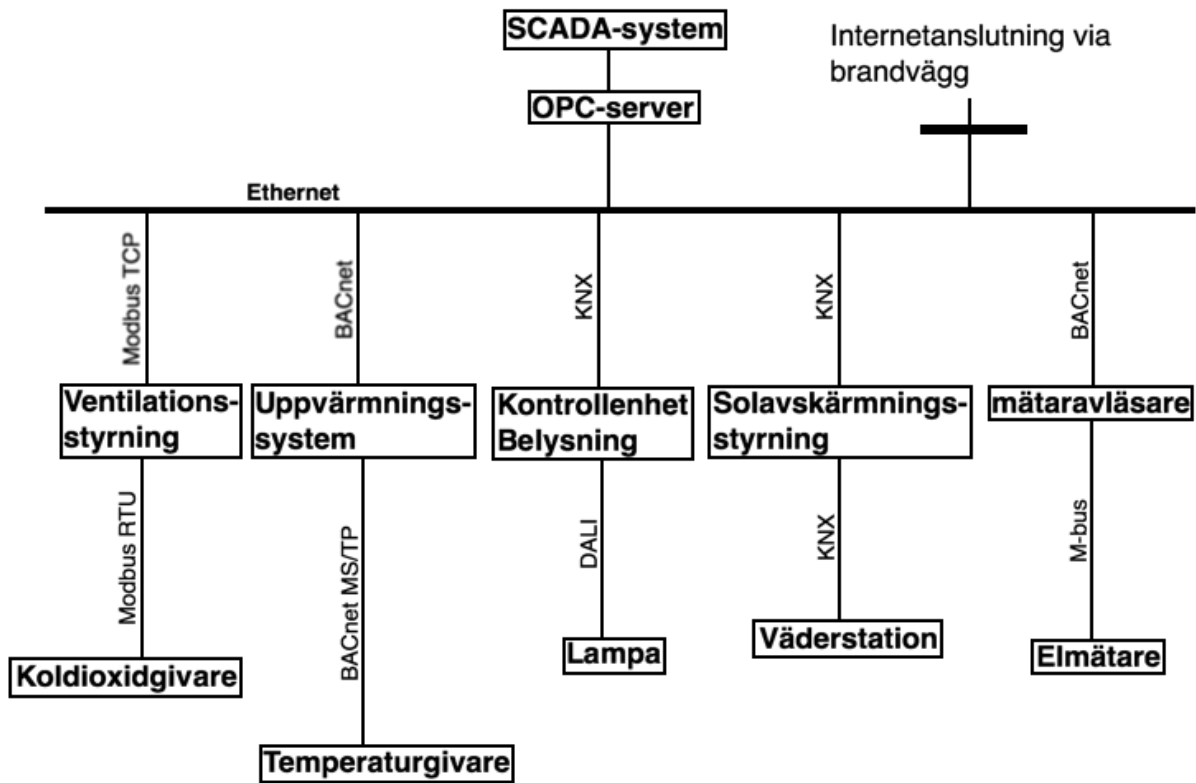 SCADA-system
Internetanslutning via
brandvägg
OPC-server
Ethernet
Modbus TCP
BACnet
KNX
KNX
BACnet
Ventilations-
styrning
Uppvärmnings-
system
Kontrollenhet
Belysning
Solavskärmnings-
styrning
mätaravläsare
Modbus RTU
BACnet MS/TP
DALI
KNX
M-bus
Koldioxidgivare
Temperaturgivare
Lampa
Väderstation
Elmätare